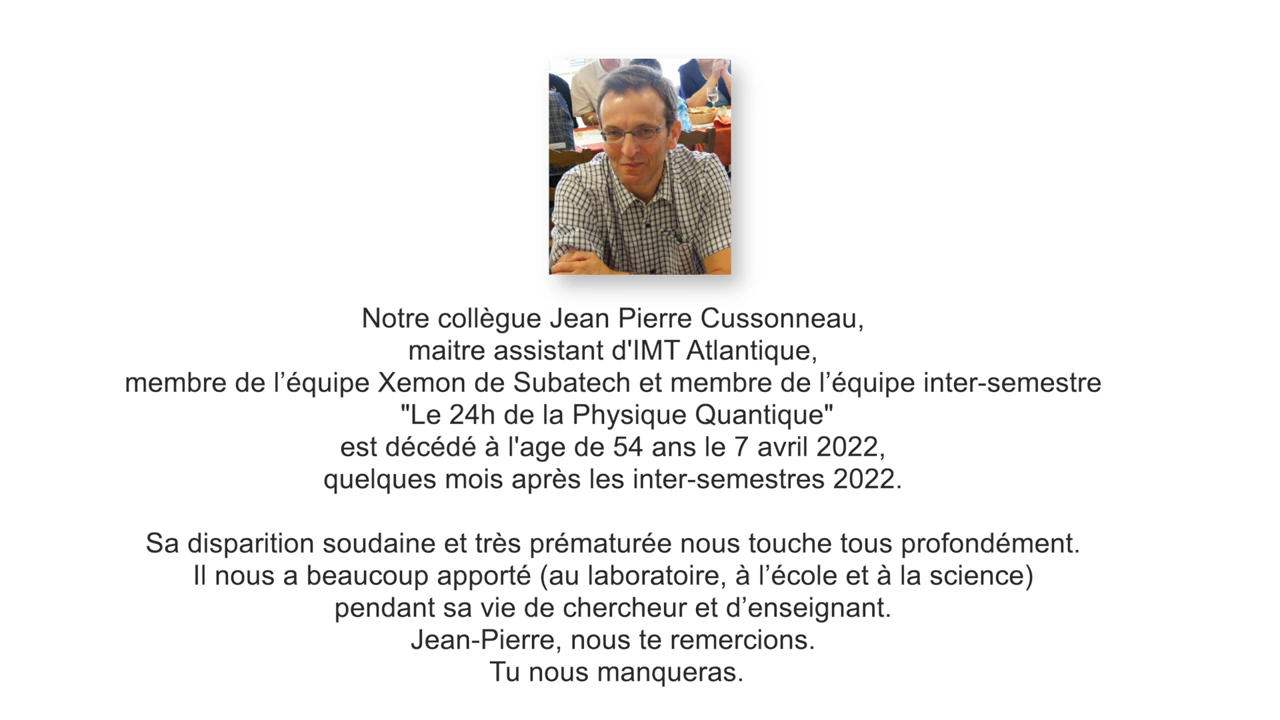 Notre collègue Jean Pierre Cussonneau,
maitre assistant d'IMT Atlantique,
membre de l’équipe Xemon de Subatech et membre de l’équipe inter-semestre
"Le 24h de la Physique Quantique"
est décédé à l'age de 54 ans le 7 avril 2022,
quelques mois après les inter-semestres 2022.
Sa disparition soudaine et très prématurée nous touche tous profondément.
Il nous a beaucoup apporté (au laboratoire, à l’école et à la science)
pendant sa vie de chercheur et d’enseignant.
Jean-Pierre, nous te remercions.
Tu nous manqueras.